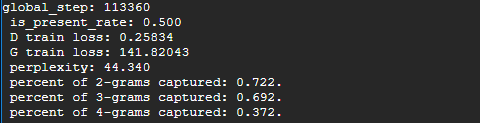 global_step: 113360
is_present_rate: 0.500
D train loss: 0.25834
G train loss: 141.82043
perplexity: 44.340
percent of 2-grams captured: 0.722.
percent of 3-grams captured: 0.692.
percent of 4-grams captured: 0.372.